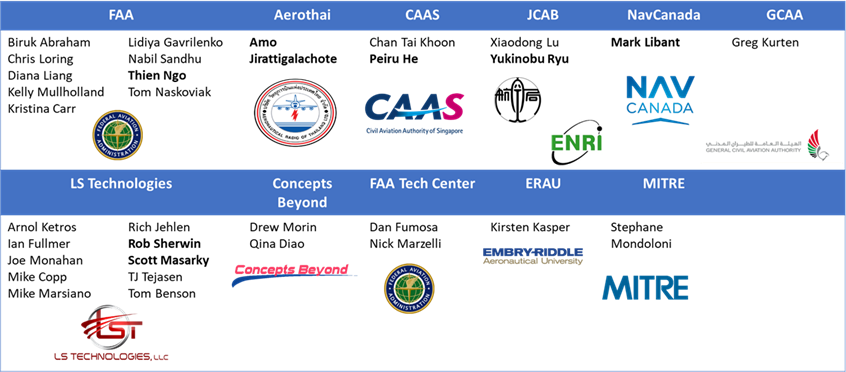 FAA
Aerothai
CAAS
JCAB
NavCanada
GCAA
Biruk Abraham
Chris Loring
Diana Liang
Kelly Mullholland
Kristina Carr
Lidiya Gavrilenko
Nabil Sandhu
Thien Ngo
Tom Naskoviak
FEDERAL AVIATION
ADMINISTRATION
Amo
Jirattigalachote
AERONAUTICAL RADIO OF THAILAND LTD.
Chan Tai Khoon
Peiru He
CAAS
Civil Aviation Authority of Singapore
Xiaodong Lu
Yukinobu Ryu
ENRI
Mark Libant
NAV
CANADA
Greg Kurten
الهيئة العامة للطيران المدني
GENERAL CIVIL AVIATION AUTHORITY
LS Technologies
Concepts
Beyond
FAA Tech Center
ERAU
MITRE
Arnol Ketros
Ian Fullmer
Joe Monahan
Mike Copp
Mike Marsiano
Rich Jehlen
Rob Sherwin
Scott Masarky
TJ Tejasen
Tom Benson
LST
LS TECHNOLOGIES, LLC
Drew Morin
Qina Diao
Concepts Beyond
Dan Fumosa
Nick Marzelli
FEDERAL AVIATION
ADMINISTRATION
Kirsten Kasper
EMBRY-RIDDLE
Aeronautical University
Stephane
Mondoloni
MITRE